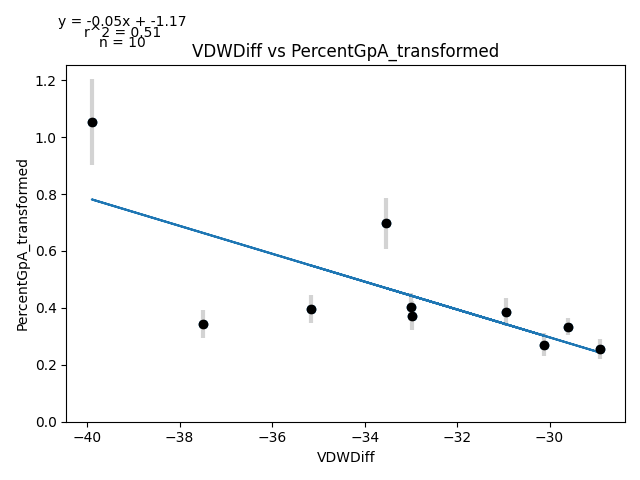 y = -0.05x + -1.17
r^2 = 0.51
n = 10
VDWDiff vs PercentGpA_transformed
PercentGpA_transformed
1.2
1.0
0.8
0.6
0.4
0.2
0.0
−40
−38
−36
−34
−32
−30
VDWDiff